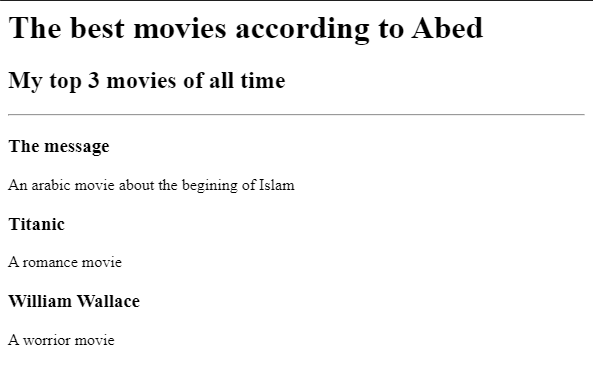 The best movies according to Abed
My top 3 movies of all time
The message
An arabic movie about the begining of Islam
Titanic
A romance movie
William Wallace
A worrior movie